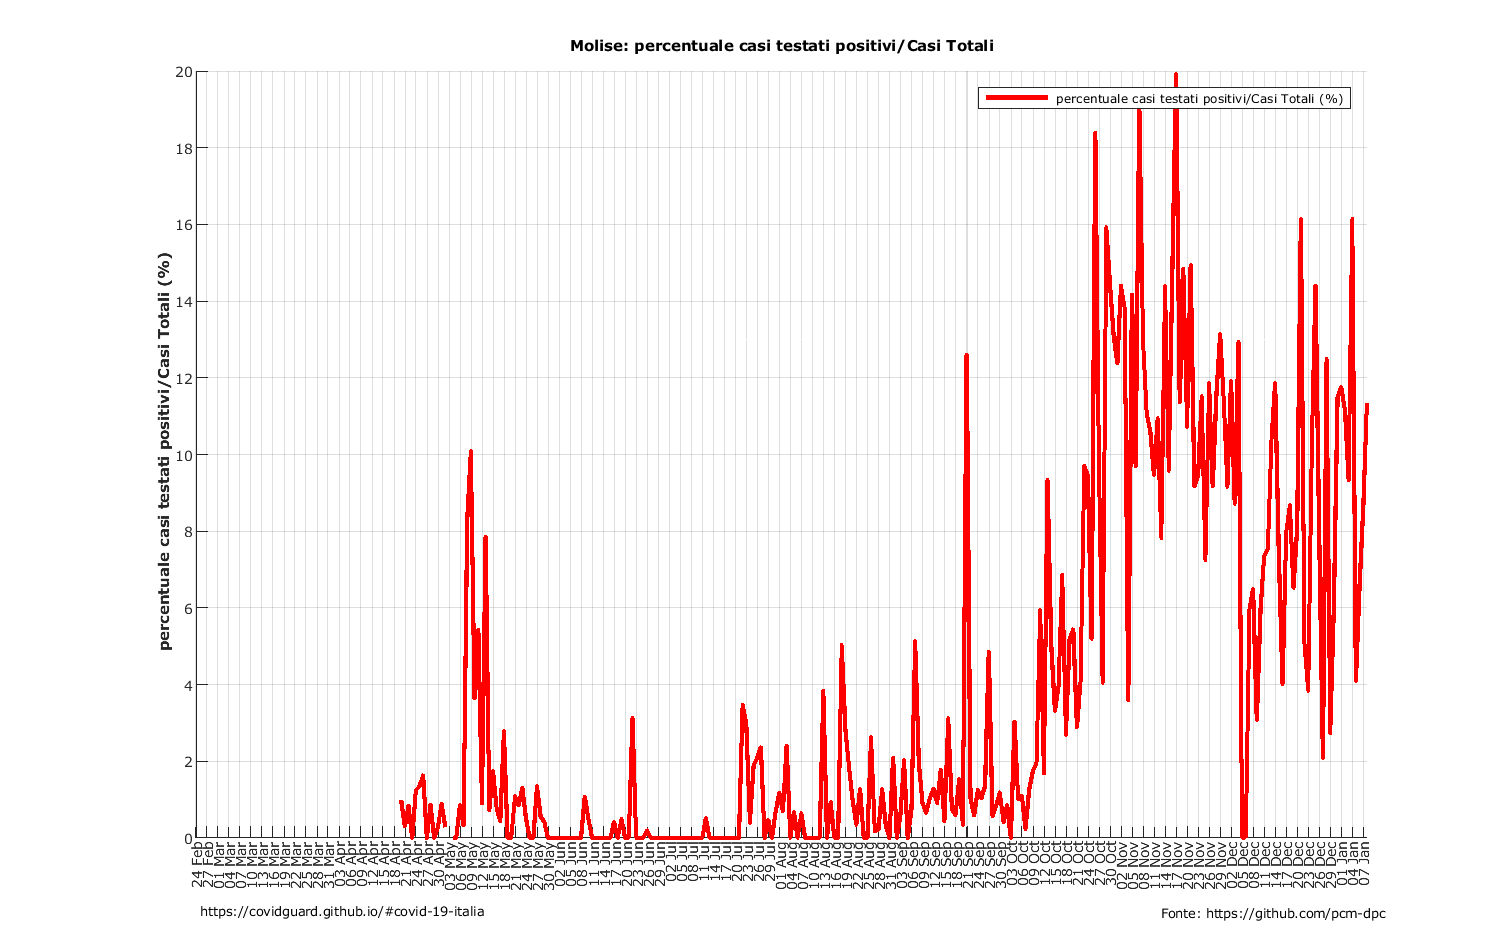 Molise: percentuale casi testati positivi/Casi Totali
percentuale casi testati positivi/Casi Totali (%)
percentuale casi testati positivi/Casi Totali (%)
20
18
16
14
12
10
8
6
4
2
0
24 Feb
27 Feb
01 Mar
04 Mar
07 Mar
10 Mar
13 Mar
16 Mar
19 Mar
22 Mar
25 Mar
28 Mar
31 Mar
03 Apr
06 Apr
09 Apr
12 Apr
15 Apr
18 Apr
21 Apr
24 Apr
27 Apr
30 Apr
03 May
06 May
09 May
12 May
15 May
18 May
21 May
24 May
27 May
30 May
02 Jun
05 Jun
08 Jun
11 Jun
14 Jun
17 Jun
20 Jun
23 Jun
26 Jun
29 Jun
02 Jul
05 Jul
08 Jul
11 Jul
14 Jul
17 Jul
20 Jul
23 Jul
26 Jul
29 Jul
01 Aug
04 Aug
07 Aug
10 Aug
13 Aug
16 Aug
19 Aug
22 Aug
25 Aug
28 Aug
31 Aug
03 Sep
06 Sep
09 Sep
12 Sep
15 Sep
18 Sep
21 Sep
24 Sep
27 Sep
30 Sep
03 Oct
06 Oct
09 Oct
12 Oct
15 Oct
18 Oct
21 Oct
24 Oct
27 Oct
30 Oct
02 Nov
05 Nov
08 Nov
11 Nov
14 Nov
17 Nov
20 Nov
23 Nov
26 Nov
29 Nov
02 Dec
05 Dec
08 Dec
11 Dec
14 Dec
17 Dec
20 Dec
23 Dec
26 Dec
29 Dec
01 Jan
04 Jan
07 Jan
https://covidguard.github.io/#covid-19-italia
Fonte: https://github.com/pcm-dpc